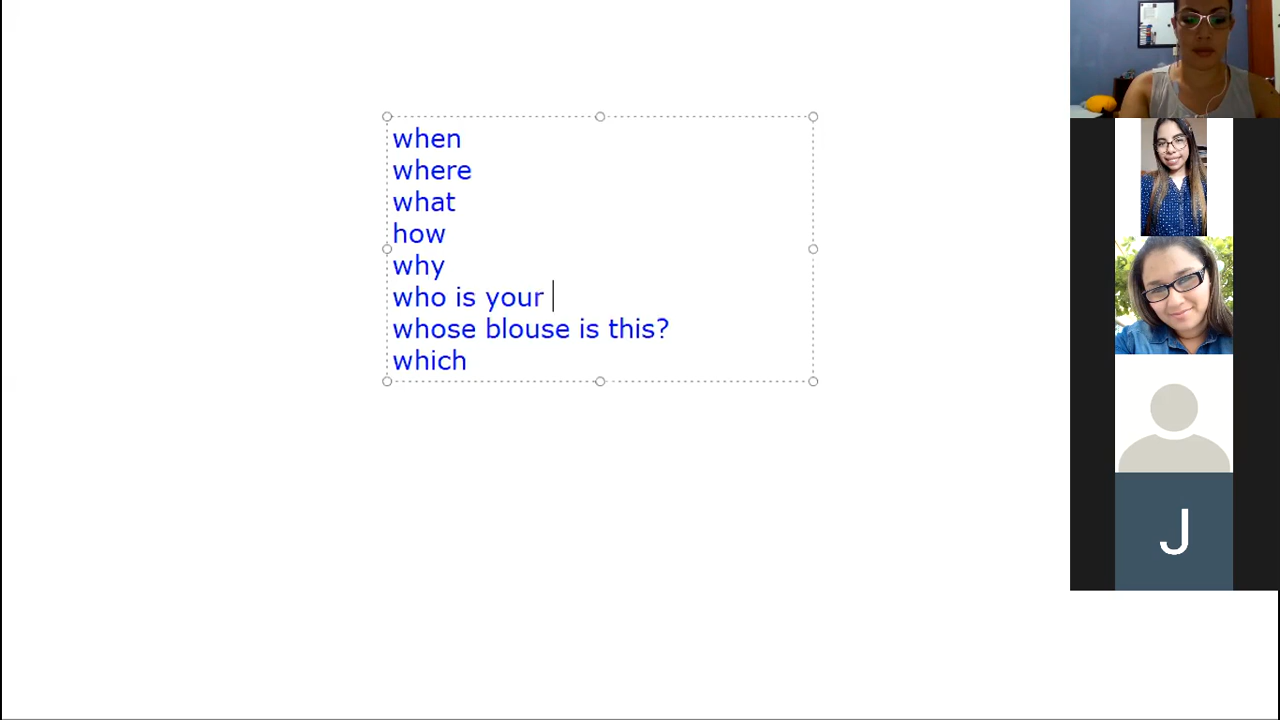 when
where
what
how
why
who is your
whose blouse is this?
which
J